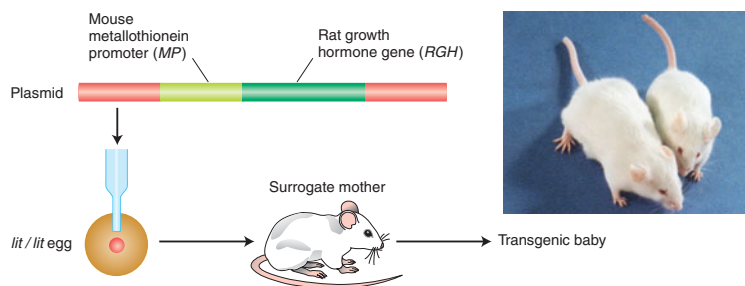 Mouse
metallothionein
promoter (MP)
Rat growth
hormone gene (RGH)
Plasmid
Surrogate mother
lit / lit egg
Transgenic baby